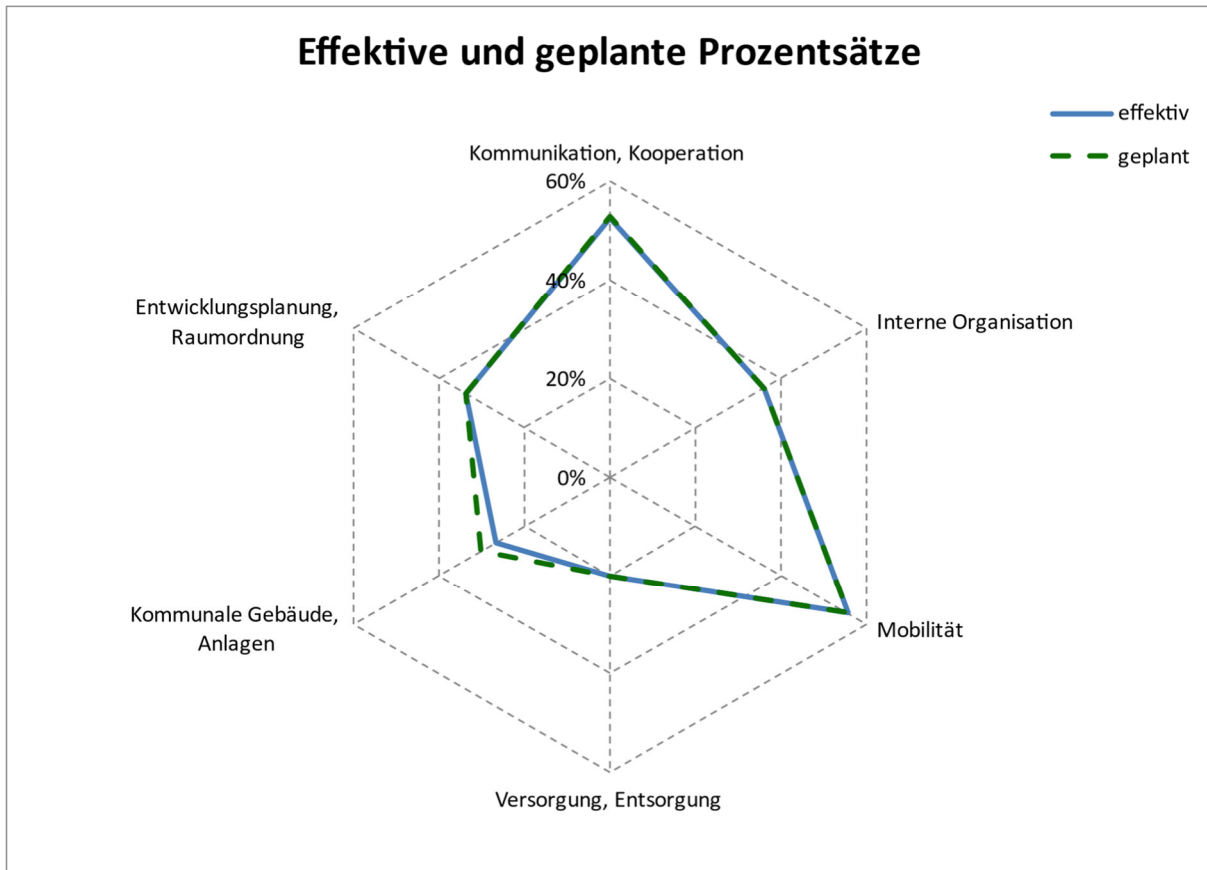 Effektive und geplante Prozentsätze
effektiv
geplant
Kommunikation, Kooperation
60%
40%
20%
0%
Entwicklungsplanung,
Raumordnung
Interne Organisation
Kommunale Gebäude,
Anlagen
Mobilität
Versorgung, Entsorgung